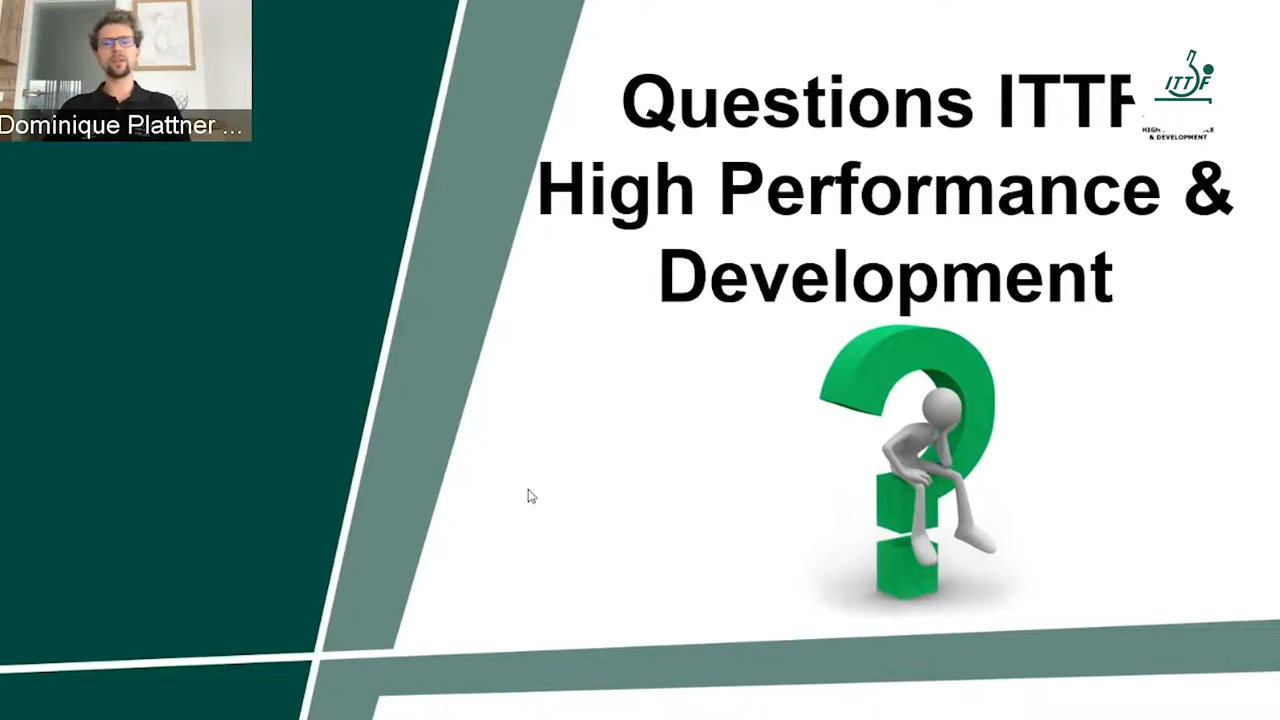 Dominique Plattner ...
Questions ITTF
High Performance &
Development
ITTF
& DEVELOPMENT